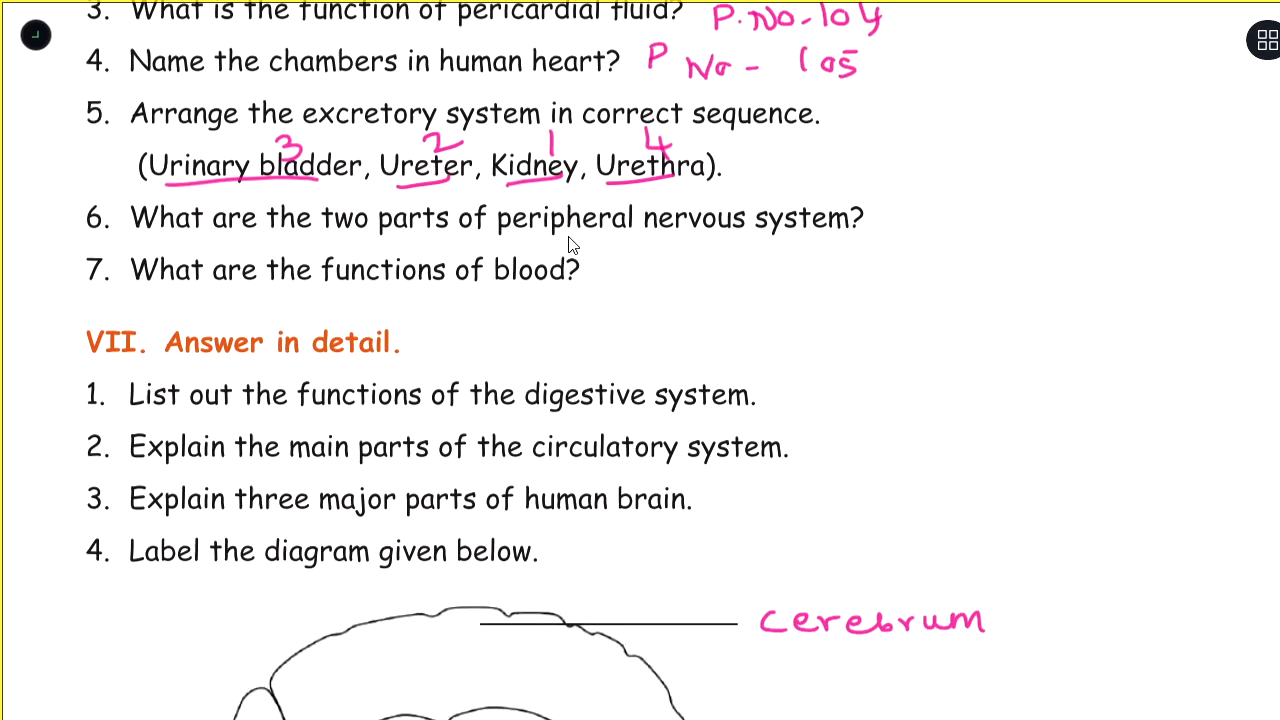 3. What is the function of pericardial fluid? P.No-104
4. Name the chambers in human heart? P No - 105
5. Arrange the excretory system in correct sequence.
3 2 1 4
(Urinary bladder, Ureter, Kidney, Urethra).
6. What are the two parts of peripheral nervous system?
7. What are the functions of blood?
VII. Answer in detail.
1. List out the functions of the digestive system.
2. Explain the main parts of the circulatory system.
3. Explain three major parts of human brain.
4. Label the diagram given below.
cerebrum